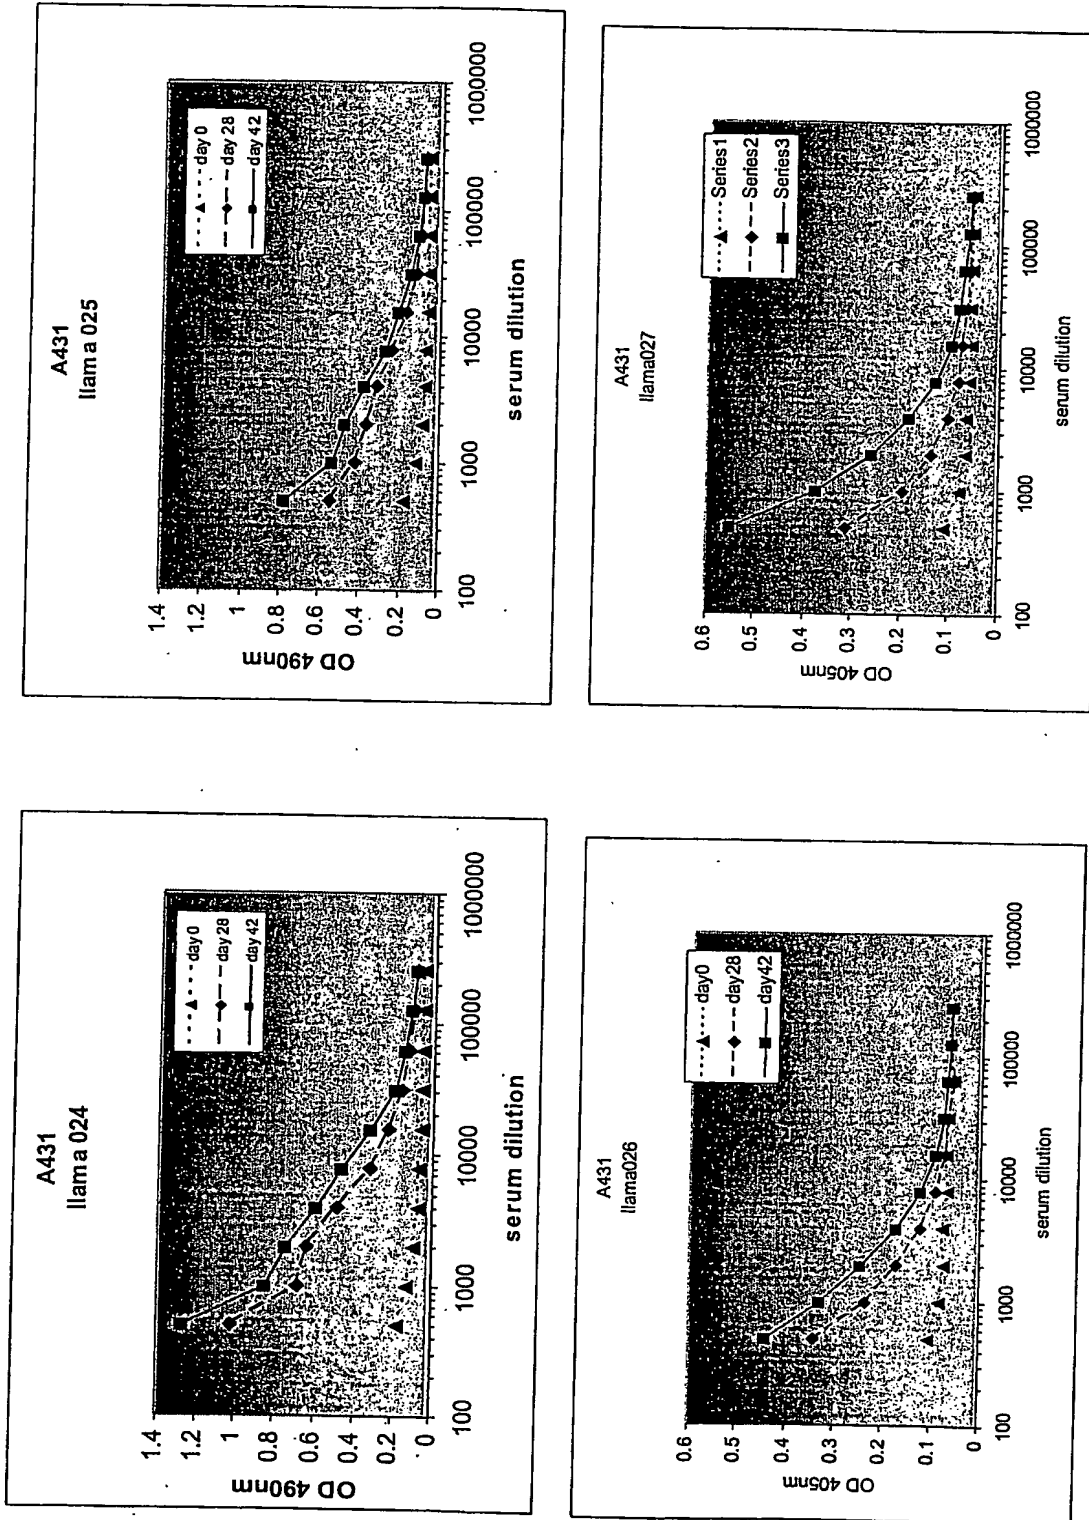 A431
llama 024
day0
day 28
day 42
1.4
1.2
1
0.8
0.6
0.4
0.2
0
OD 490nm
100
1000
10000
100000
1000000
serum dilution
A431
llama 025
day0
day 28
day 42
1.4
1.2
1
0.8
0.6
0.4
0.2
0
OD 490nm
100
1000
10000
100000
1000000
serum dilution
A431
llama026
day0
day28
day42
0.6
0.5
0.4
0.3
0.2
0.1
0
OD 405nm
100
1000
10000
100000
1000000
serum dilution
A431
llama027
Series1
Series2
Series3
0.6
0.5
0.4
0.3
0.2
0.1
0
OD 405nm
100
1000
10000
100000
1000000
serum dilution